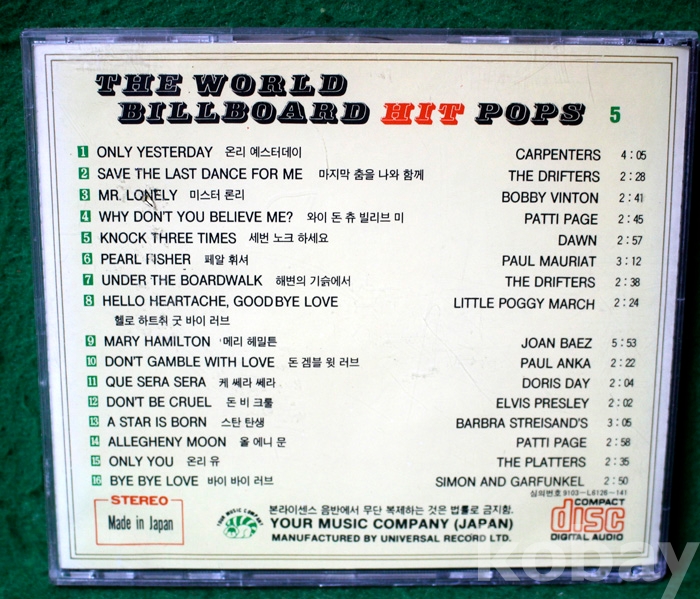 THE WORLD
BILLBOARD HIT POPS 5
1 ONLY YESTERDAY 온리 예스터데이 CARPENTERS 4:05
2 SAVE THE LAST DANCE FOR ME 마지막 춤을 나와 함께 THE DRIFTERS 2:28
3 MR. LONELY 미스터 론리 BOBBY VINTON 2:41
4 WHY DON'T YOU BELIEVE ME? 와이 돈 츄 빌리브 미 PATTI PAGE 2:45
5 KNOCK THREE TIMES 세번 노크 하세요 DAWN 2:57
6 PEARL FISHER 페알 휘셔 PAUL MAURIAT 3:12
7 UNDER THE BOARDWALK 해변의 기슭에서 THE DRIFTERS 2:38
8 HELLO HEARTACHE, GOODBYE LOVE LITTLE POGGY MARCH 2:24
헬로 하트취 굿 바이 러브
9 MARY HAMILTON 메리 헤밀튼 JOAN BAEZ 5:53
10 DON'T GAMBLE WITH LOVE 돈 겜블 윗 러브 PAUL ANKA 2:22
11 QUE SERA SERA 케 쎄라 쎄라 DORIS DAY 2:04
12 DON'T BE CRUEL 돈 비 크룰 ELVIS PRESLEY 2:02
13 A STAR IS BORN 스탄 탄생 BARBRA STREISAND'S 3:05
14 ALLEGHENY MOON 올 에니 문 PATTI PAGE 2:58
15 ONLY YOU 온리 유 THE PLATTERS 2:35
16 BYE BYE LOVE 바이 바이 러브 SIMON AND GARFUNKEL 2:50
심의번호 9103-L6126-141
STEREO
Made in Japan
YOUR MUSIC COMPANY
본라이센스 음반에서 무단 복제하는 것은 법률로 금지함.
YOUR MUSIC COMPANY (JAPAN)
MANUFACTURED BY UNIVERSAL RECORD LTD.
COMPACT
disc
DIGITAL AUDIO
kobay